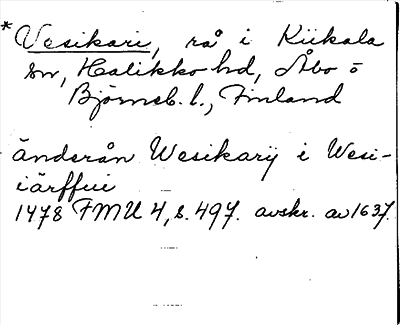 * Vesikari, rå i Kiikala
sn, Halikko hd, Åbo o
Björneb. l., Finland
änderån Wesikarÿ i Wesi-
iärffui
1478 FMU 4, s. 497. avskr. av 1637.